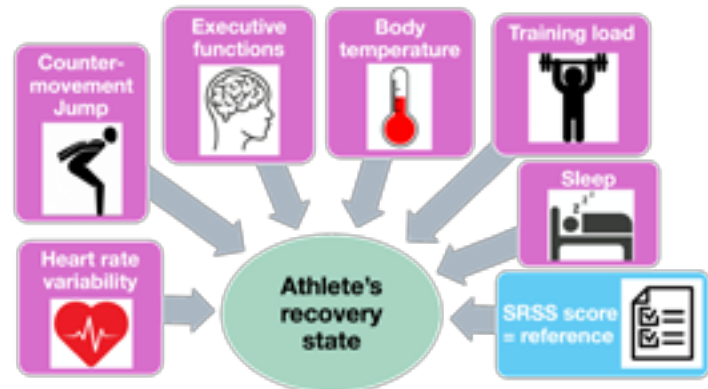 Counter-
movement
Jump
Executive
functions
Body
temperature
Training load
Sleep
z z z
Heart rate
variability
Athlete's
recovery
state
SRSS score
= reference